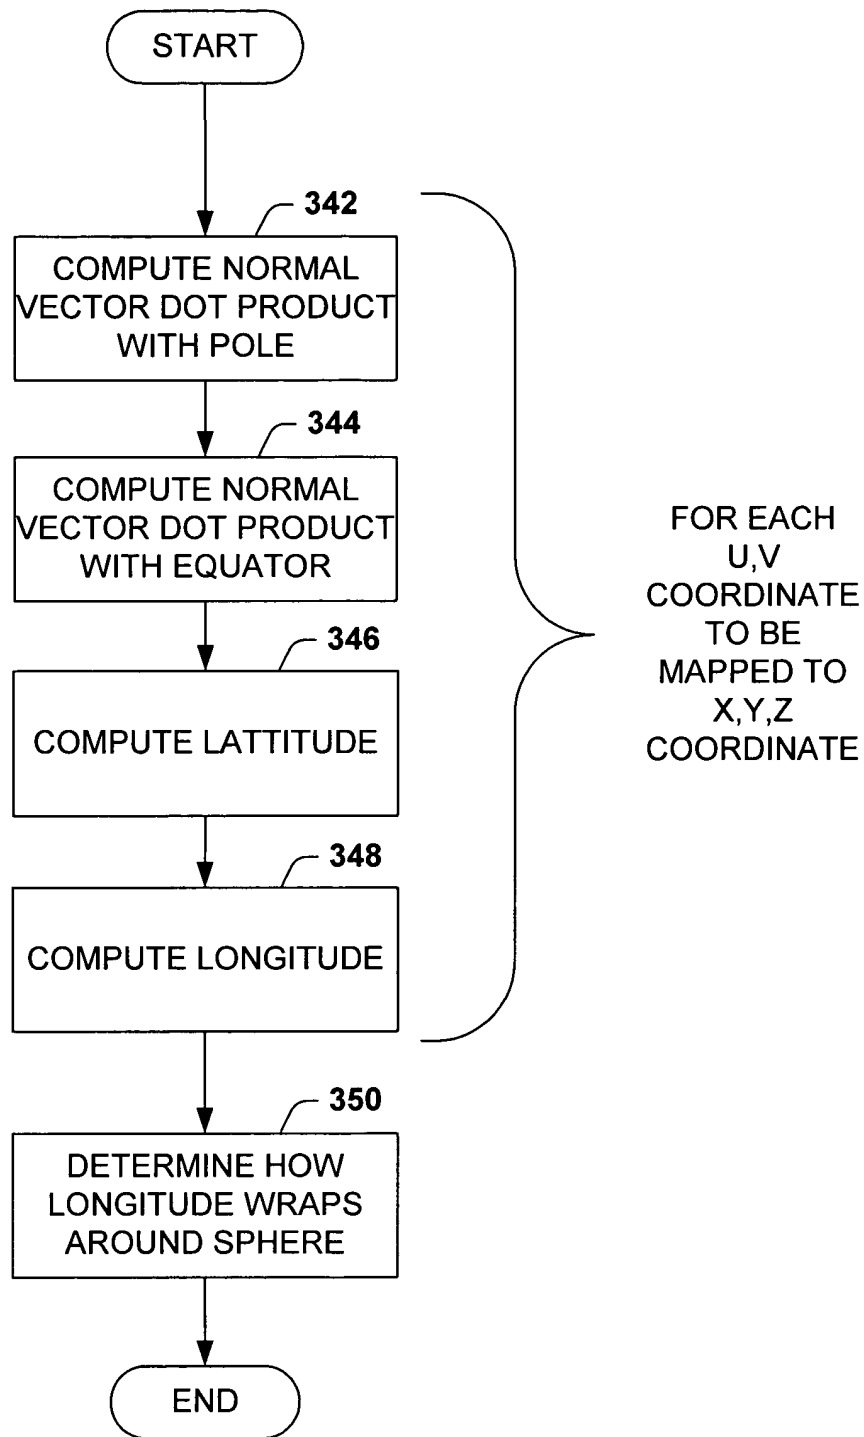 START
342
COMPUTE NORMAL
VECTOR DOT PRODUCT
WITH POLE
344
COMPUTE NORMAL
VECTOR DOT PRODUCT
WITH EQUATOR
346
COMPUTE LATTITUDE
348
COMPUTE LONGITUDE
FOR EACH
U,V
COORDINATE
TO BE
MAPPED TO
X,Y,Z
COORDINATE
350
DETERMINE HOW
LONGITUDE WRAPS
AROUND SPHERE
END